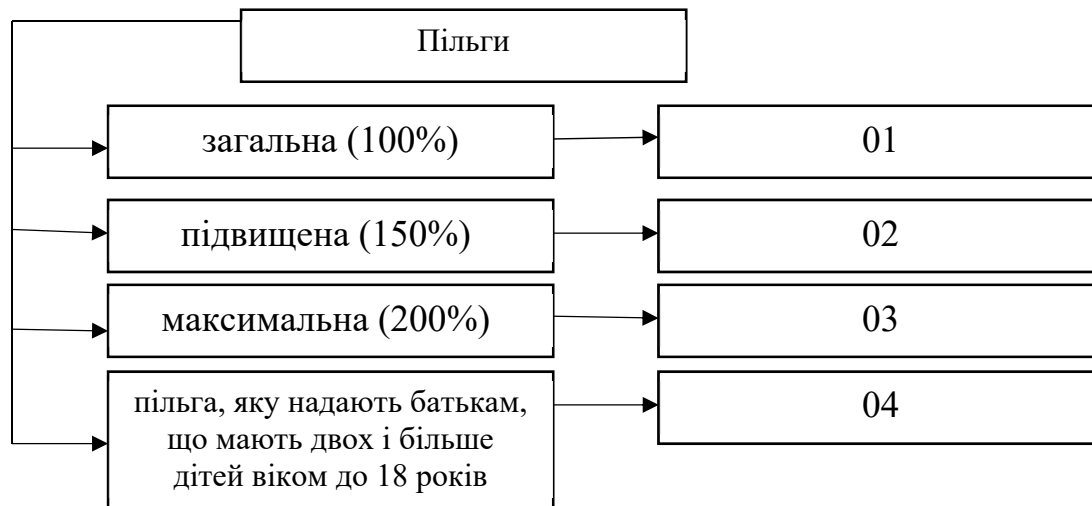 Пільги
загальна (100%)
01
підвищена (150%)
02
максимальна (200%)
03
пільга, яку надають батькам,
що мають двох і більше
дітей віком до 18 років
04